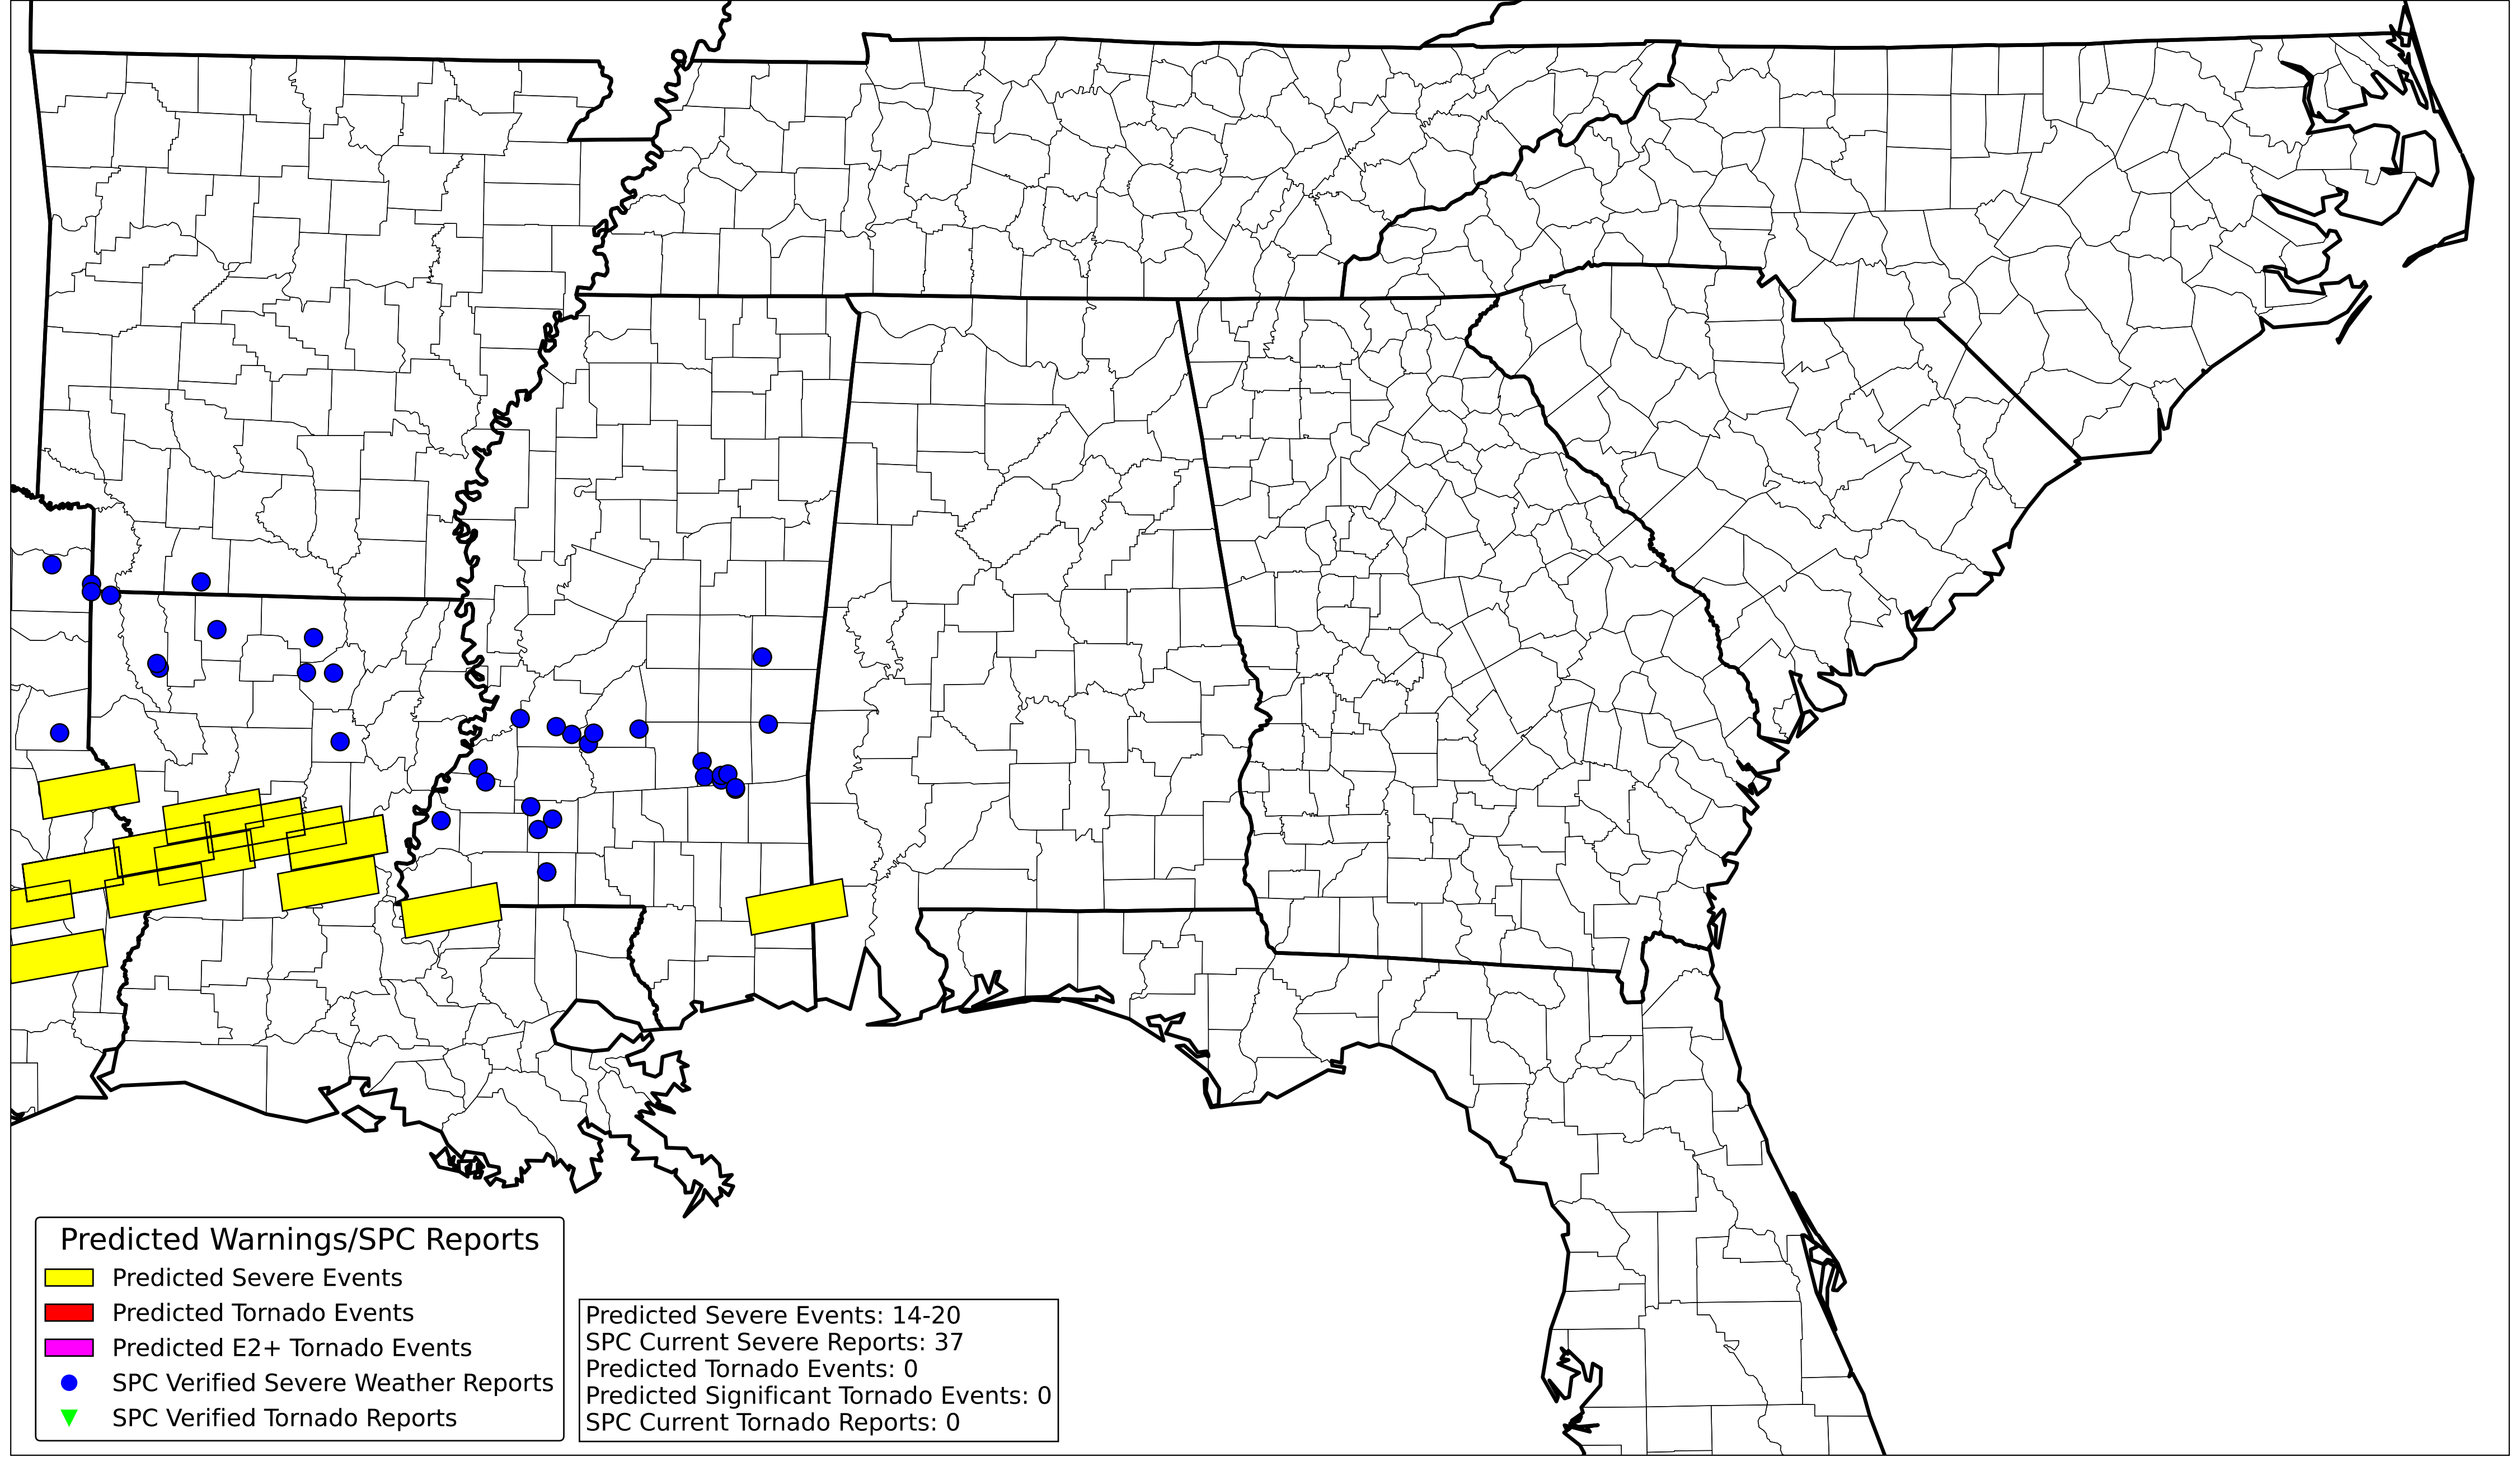 Predicted Warnings/SPC Reports
Predicted Severe Events
Predicted Tornado Events
Predicted E2+ Tornado Events
SPC Verified Severe Weather Reports
SPC Verified Tornado Reports
Predicted Severe Events: 14-20
SPC Current Severe Reports: 37
Predicted Tornado Events: 0
Predicted Significant Tornado Events: 0
SPC Current Tornado Reports: 0